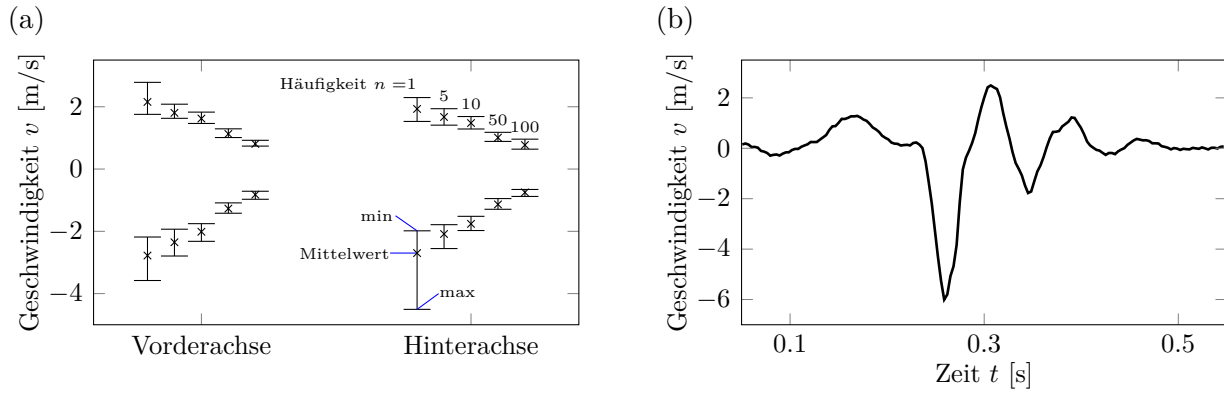 (a)
Geschwindigkeit v [m/s]
2
0
−2
−4
Häufigkeit n =1
5
10
50
100
min
Mittelwert
max
Vorderachse
Hinterachse
(b)
Geschwindigkeit v [m/s]
2
0
−2
−4
−6
0.1
0.3
0.5
Zeit t [s]